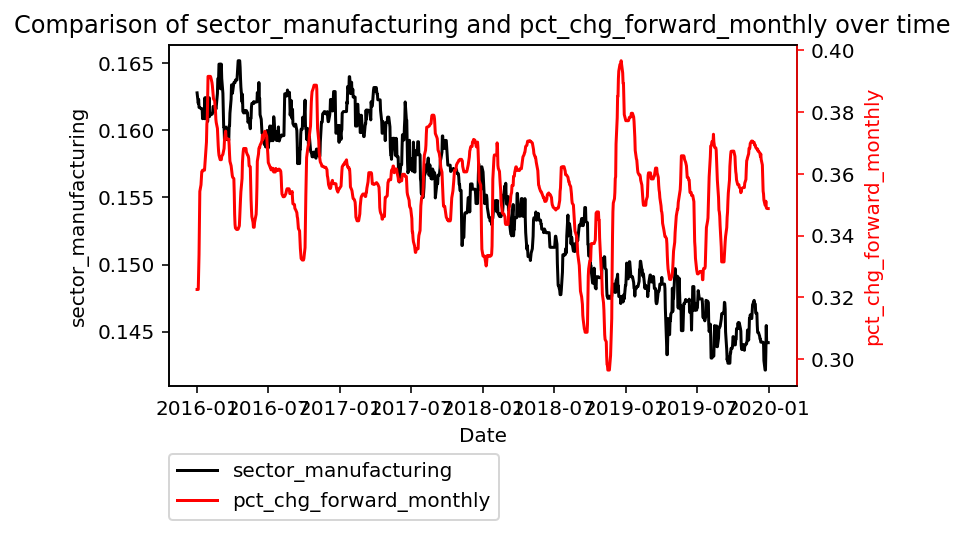 Comparison of sector_manufacturing and pct_chg_forward_monthly over time
0.165
0.160
0.155
0.150
0.145
sector_manufacturing
0.40
0.38
0.36
0.34
0.32
0.30
pct_chg_forward_monthly
2016-01 2016-07 2017-01 2017-07 2018-01 2018-07 2019-01 2019-07 2020-01
Date
sector_manufacturing
pct_chg_forward_monthly